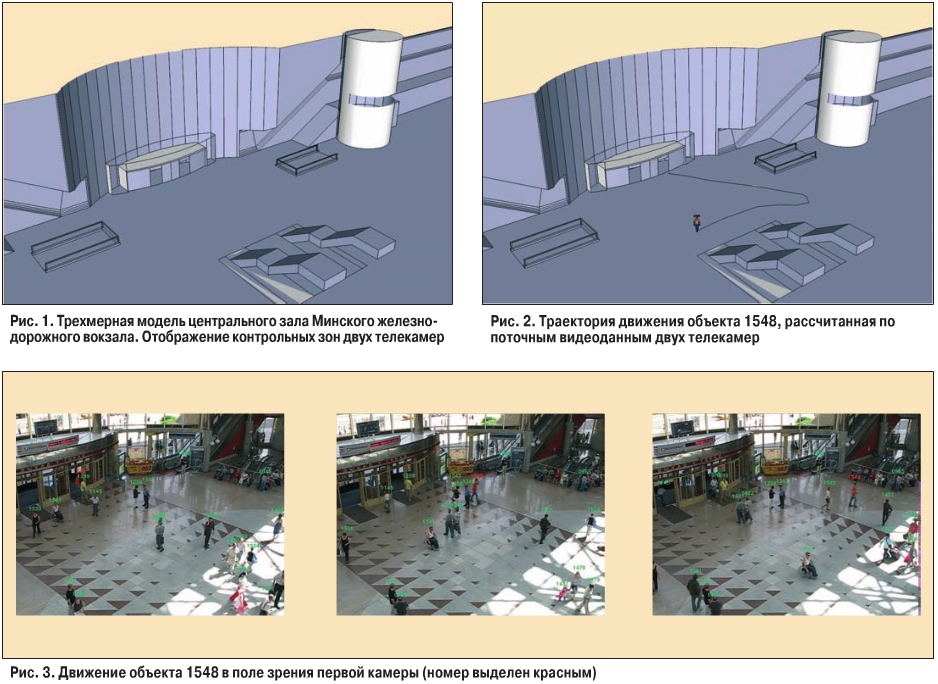 Рис. 1. Трехмерная модель центрального зала Минского железно-
дорожного вокзала. Отображение контрольных зон двух телекамер
Рис. 2. Траектория движения объекта 1548, рассчитанная по
поточным видеоданным двух телекамер
Рис. 3. Движение объекта 1548 в поле зрения первой камеры (номер выделен красным)